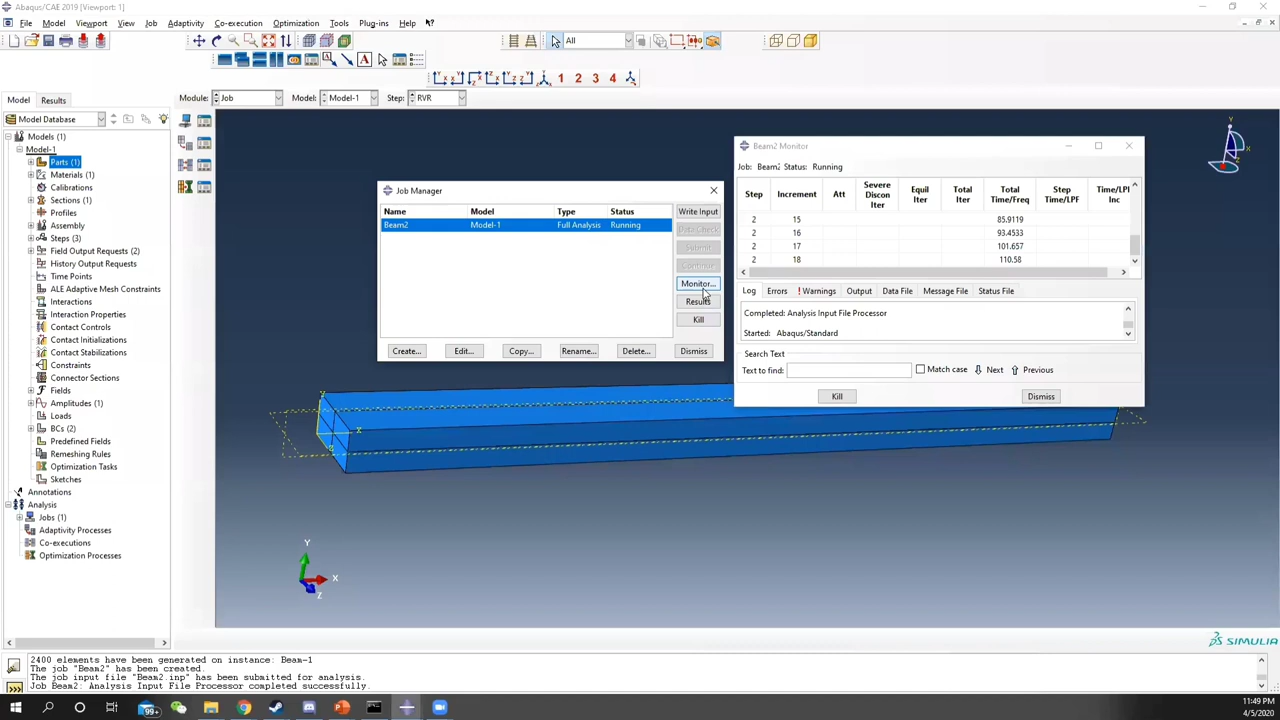 Abaqus/CAE 2019 [Viewport: 1]
File Model Viewport View Job Adaptivity Co-execution Optimization Tools Plug-ins Help
All
1 2 3 4
Model Results
Module: Job Model: Model-1 Step: RVR
Model Database
Models (1)
Model-1
Parts (1)
Materials (1)
Calibrations
Sections (1)
Profiles
Assembly
Steps (3)
Field Output Requests (2)
History Output Requests
Time Points
ALE Adaptive Mesh Constraints
Interactions
Interaction Properties
Contact Controls
Contact Initializations
Contact Stabilizations
Constraints
Connector Sections
Fields
Amplitudes (1)
Loads
BCs (2)
Predefined Fields
Remeshing Rules
Optimization Tasks
Sketches
Annotations
Analysis
Jobs (1)
Adaptivity Processes
Co-executions
Optimization Processes
Job Manager
Name Model Type Status
Beam2 Model-1 Full Analysis Running
Write Input
Data Check
Submit
Continue
Monitor...
Results
Kill
Create... Edit... Copy... Rename... Delete... Dismiss
Beam2 Monitor
Job: Beam2 Status: Running
Step Increment Att Severe Discon Iter Equil Iter Total Iter Total Time/Freq Step Time/LPF Time/LPF Inc
2 15 85.9119
2 16 93.4533
2 17 101.657
2 18 110.58
Log Errors ! Warnings Output Data File Message File Status File
Completed: Analysis Input File Processor
Started: Abaqus/Standard
Search Text
Text to find: Match case Next Previous
Kill Dismiss
Y
X
Y
X
Z
SIMULIA
2400 elements have been generated on instance: Beam-1
The job "Beam2" has been created.
The job input file "Beam2.inp" has been submitted for analysis.
Job Beam2: Analysis Input File Processor completed successfully.
99+
11:49 PM
4/5/2020